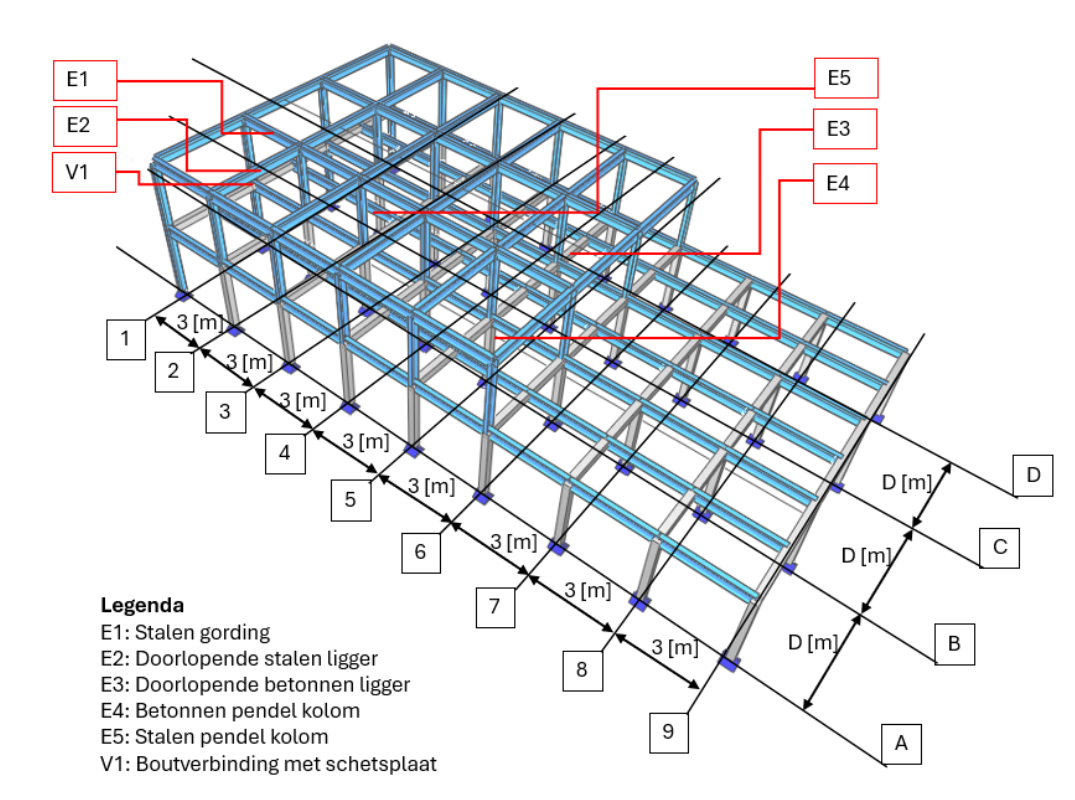 E1
E2
V1
E5
E3
E4
1
2
3
4
5
6
7
8
9
3 [m]
3 [m]
3 [m]
3 [m]
3 [m]
3 [m]
3 [m]
3 [m]
D [m]
D [m]
D [m]
D
C
B
A
Legenda
E1: Stalen gording
E2: Doorlopende stalen ligger
E3: Doorlopende betonnen ligger
E4: Betonnen pendel kolom
E5: Stalen pendel kolom
V1: Boutverbinding met schetsplaat